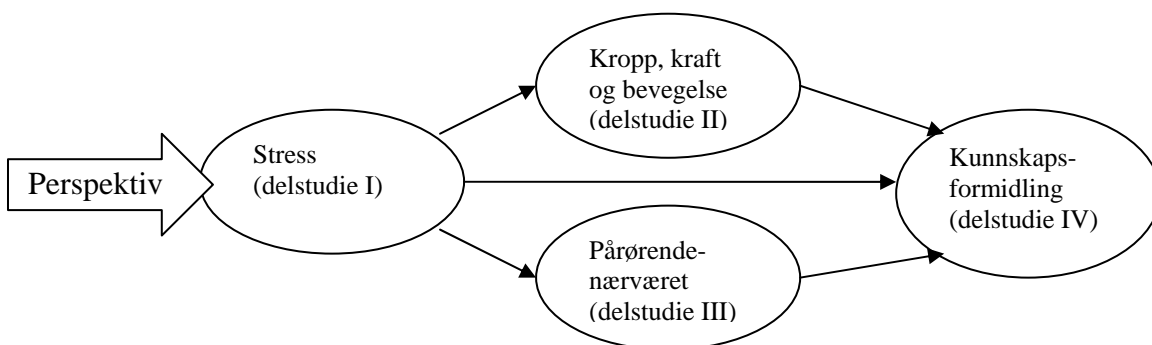 Perspektiv
Stress
(delstudie I)
Kropp, kraft
og bevegelse
(delstudie II)
Pårørende-
nærværet
(delstudie III)
Kunnskaps-
formidling
(delstudie IV)